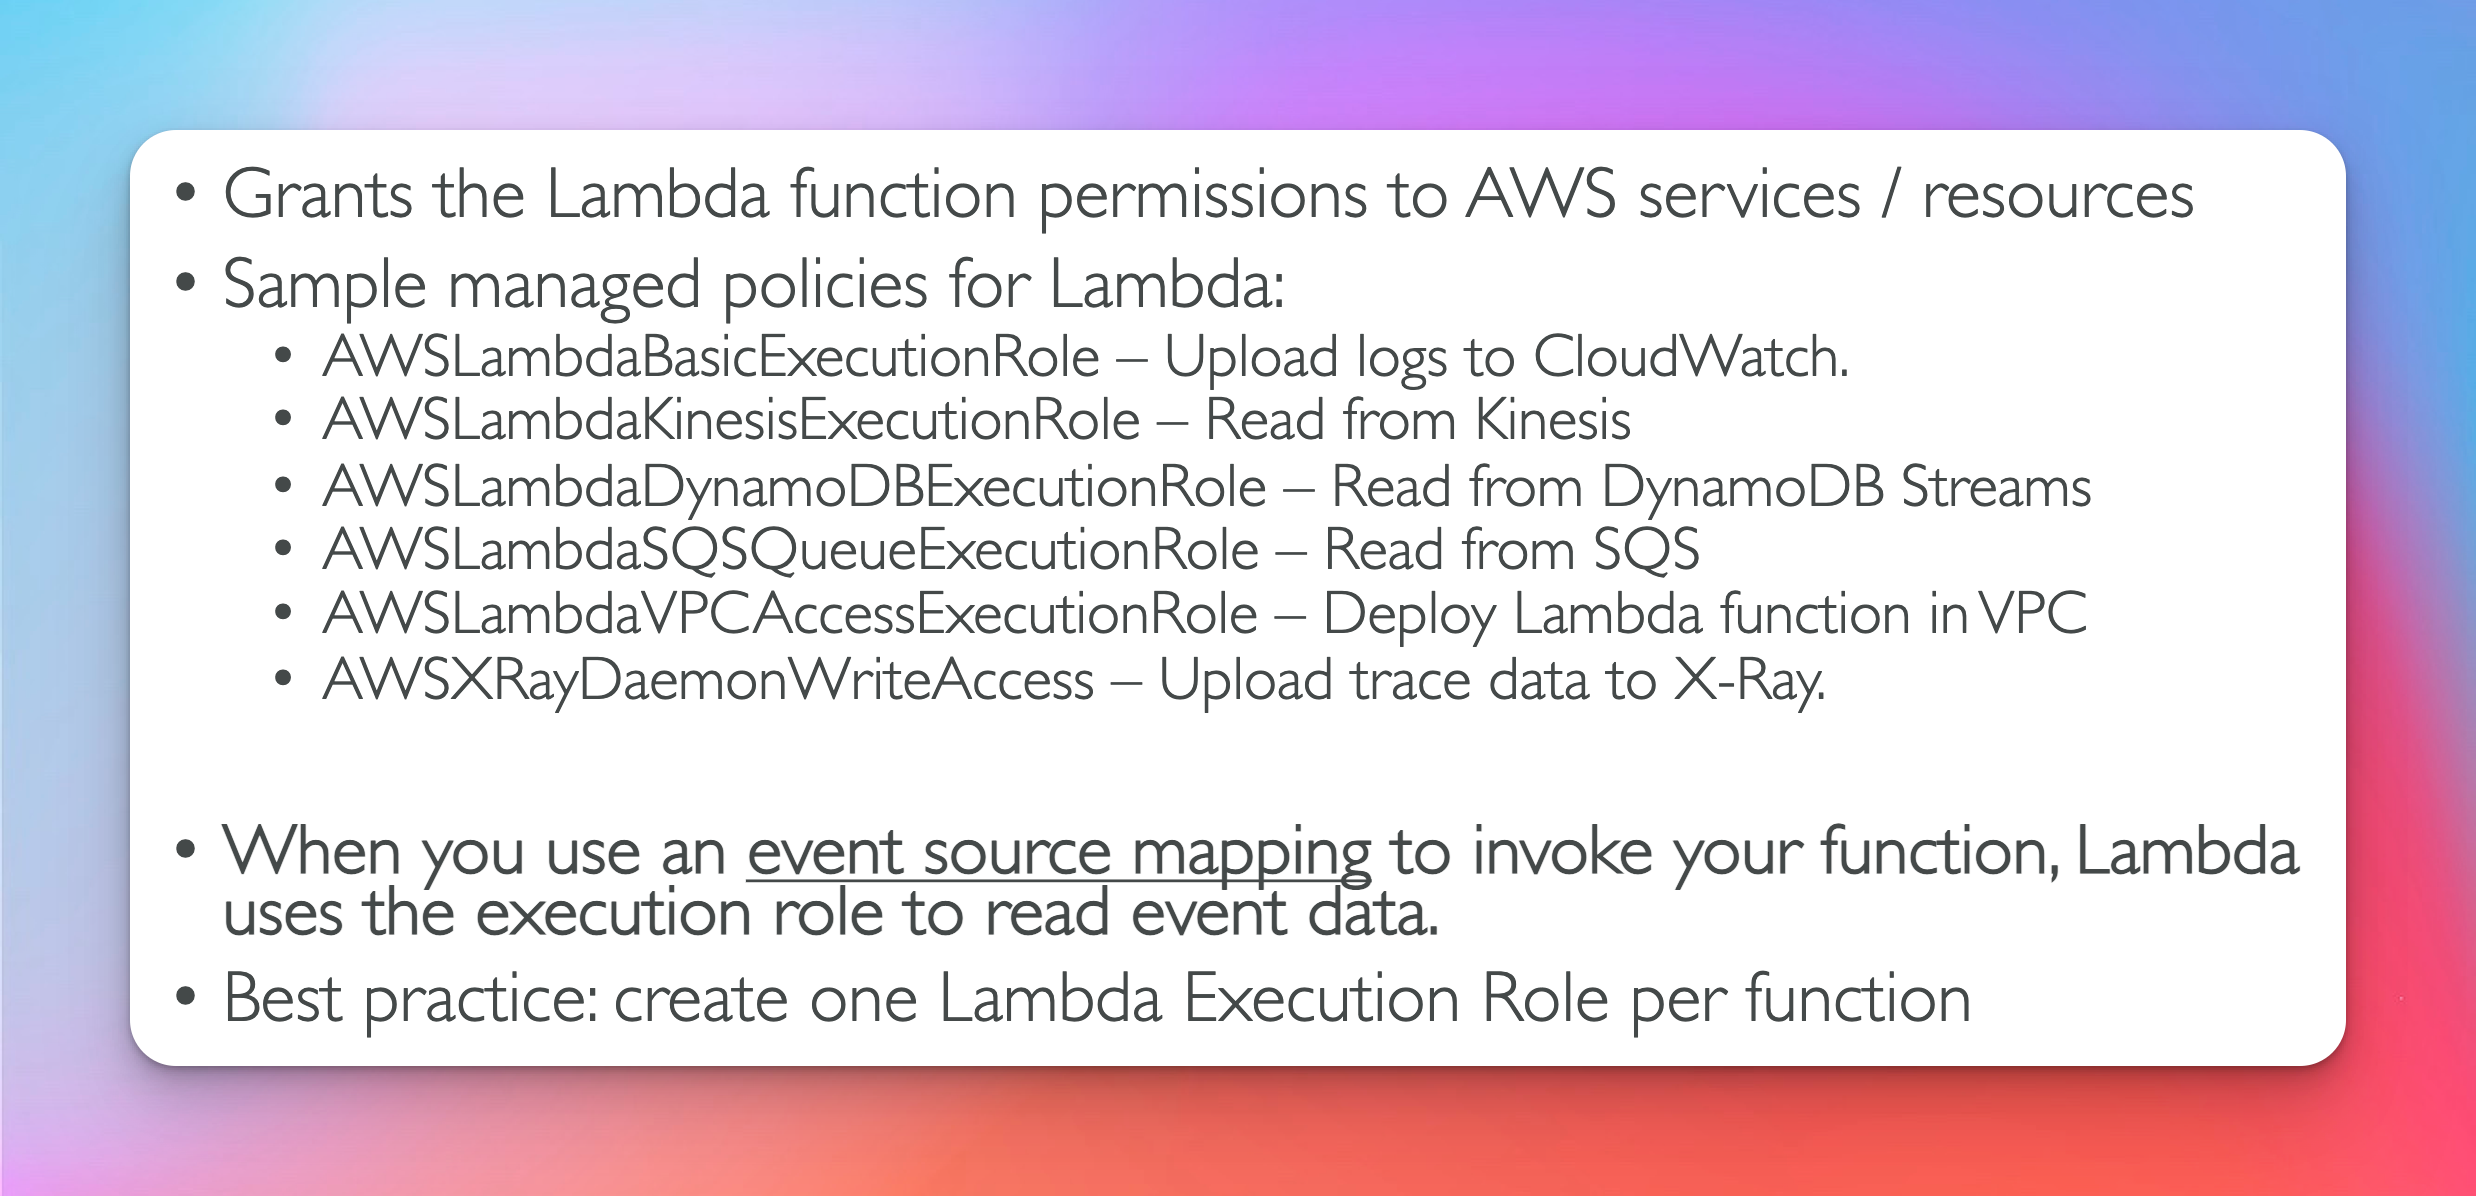 • Grants the Lambda function permissions to AWS services / resources
• Sample managed policies for Lambda:
• AWSLambdaBasicExecutionRole – Upload logs to CloudWatch.
• AWSLambdaKinesisExecutionRole – Read from Kinesis
• AWSLambdaDynamoDBExecutionRole – Read from DynamoDB Streams
• AWSLambdaSQSQueueExecutionRole – Read from SQS
• AWSLambdaVPCAccessExecutionRole – Deploy Lambda function in VPC
• AWSXRayDaemonWriteAccess – Upload trace data to X-Ray.
• When you use an event source mapping to invoke your function, Lambda
uses the execution role to read event data.
• Best practice: create one Lambda Execution Role per function